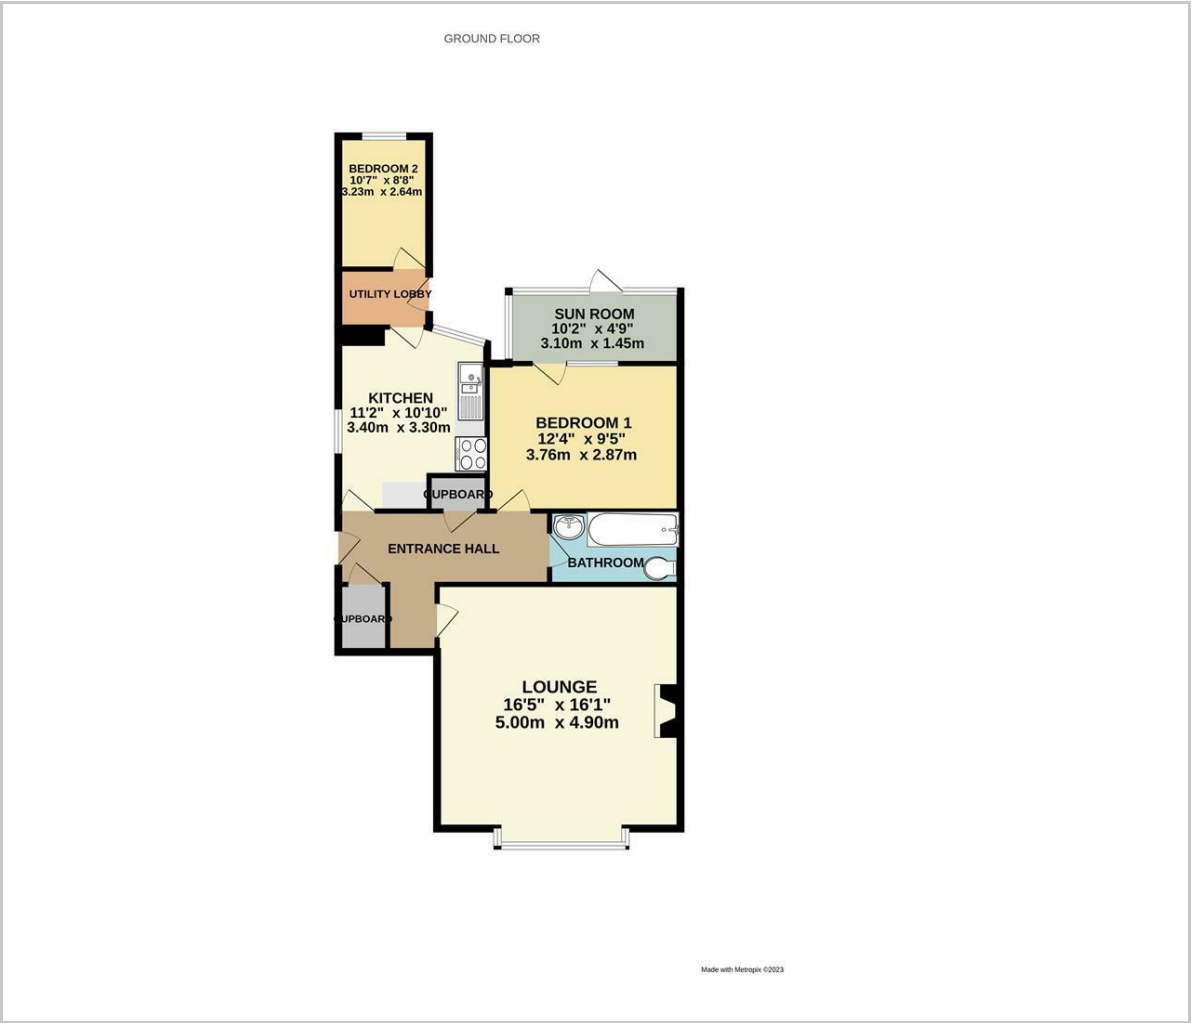 GROUND FLOOR
BEDROOM 2
10'7" x 8'8"
3.23m x 2.64m
UTILITY LOBBY
SUN ROOM
10'2" x 4'9"
3.10m x 1.45m
KITCHEN
11'2" x 10'10"
3.40m x 3.30m
BEDROOM 1
12'4" x 9'5"
3.76m x 2.87m
CUPBOARD
ENTRANCE HALL
BATHROOM
CUPBOARD
LOUNGE
16'5" x 16'1"
5.00m x 4.90m
Made with Metropix ©2023